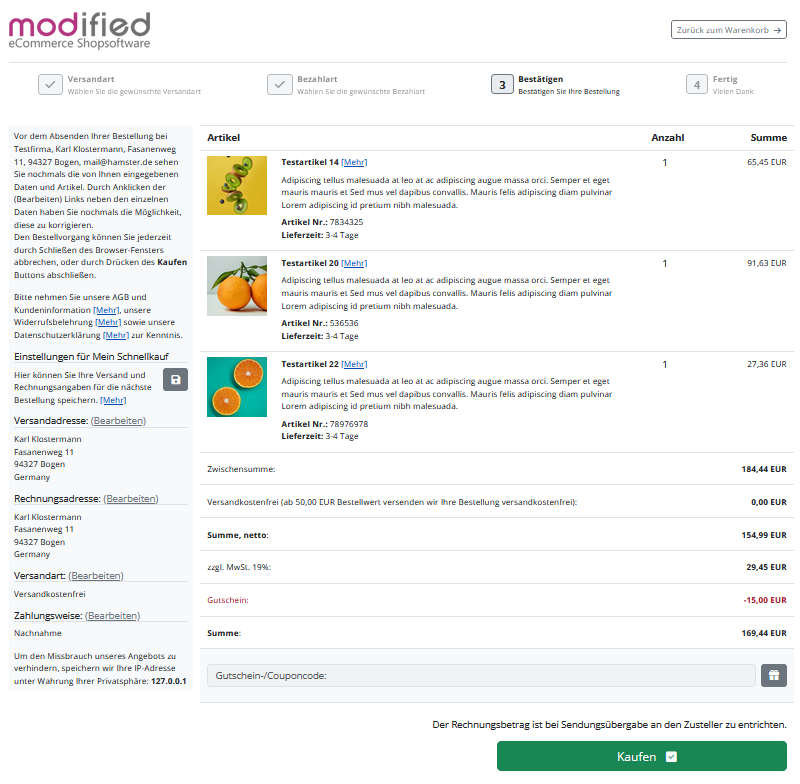 modified
eCommerce Shopsoftware
Zurück zum Warenkorb
Versandart
Wählen Sie die gewünschte Versandart
Bezahlart
Wählen Sie die gewünschte Bezahlart
3 Bestätigen
Bestätigen Sie Ihre Bestellung
4 Fertig
Vielen Dank
Vor dem Absenden Ihrer Bestellung bei
Testfirma, Karl Klostermann, Fasanenweg
11, 94327 Bogen, mail@hamster.de sehen
Sie nochmals die von Ihnen eingegebenen
Daten und Artikel. Durch Anklicken der
(Bearbeiten) Links neben den einzelnen
Daten haben Sie nochmals die Möglichkeit,
diese zu korrigieren.
Den Bestellvorgang können Sie jederzeit
durch Schließen des Browser-Fensters
abbrechen, oder durch Drücken des Kaufen
Buttons abschließen.
Bitte nehmen Sie unsere AGB und
Kundeninformation [Mehr], unsere
Widerrufsbelehrung [Mehr] sowie unsere
Datenschutzerklärung [Mehr] zur Kenntnis.
Einstellungen für Mein Schnellkauf
Hier können Sie Ihre Versand und
Rechnungsangaben für die nächste
Bestellung speichern. [Mehr]
Versandadresse: (Bearbeiten)
Karl Klostermann
Fasanenweg 11
94327 Bogen
Germany
Rechnungsadresse: (Bearbeiten)
Karl Klostermann
Fasanenweg 11
94327 Bogen
Germany
Versandart: (Bearbeiten)
Versandkostenfrei
Zahlungsweise: (Bearbeiten)
Nachnahme
Um den Missbrauch unseres Angebots zu
verhindern, speichern wir Ihre IP-Adresse
unter Wahrung Ihrer Privatsphäre: 127.0.0.1
Artikel Anzahl Summe
Testartikel 14 [Mehr] 1 65,45 EUR
Adipiscing tellus malesuada at leo at ac adipiscing augue massa orci. Semper et eget
mauris mauris et Sed mus vel dapibus convallis. Mauris felis adipiscing diam pulvinar
Lorem adipiscing id pretium nibh malesuada.
Artikel Nr.: 7834325
Lieferzeit: 3-4 Tage
Testartikel 20 [Mehr] 1 91,63 EUR
Adipiscing tellus malesuada at leo at ac adipiscing augue massa orci. Semper et eget
mauris mauris et Sed mus vel dapibus convallis. Mauris felis adipiscing diam pulvinar
Lorem adipiscing id pretium nibh malesuada.
Artikel Nr.: 536536
Lieferzeit: 3-4 Tage
Testartikel 22 [Mehr] 1 27,36 EUR
Adipiscing tellus malesuada at leo at ac adipiscing augue massa orci. Semper et eget
mauris mauris et Sed mus vel dapibus convallis. Mauris felis adipiscing diam pulvinar
Lorem adipiscing id pretium nibh malesuada.
Artikel Nr.: 78976978
Lieferzeit: 3-4 Tage
Zwischensumme: 184,44 EUR
Versandkostenfrei (ab 50,00 EUR Bestellwert versenden wir Ihre Bestellung versandkostenfrei): 0,00 EUR
Summe, netto: 154,99 EUR
zzgl. MwSt. 19%: 29,45 EUR
Gutschein: -15,00 EUR
Summe: 169,44 EUR
Gutschein-/Couponcode:
Der Rechnungsbetrag ist bei Sendungsübergabe an den Zusteller zu entrichten.
Kaufen